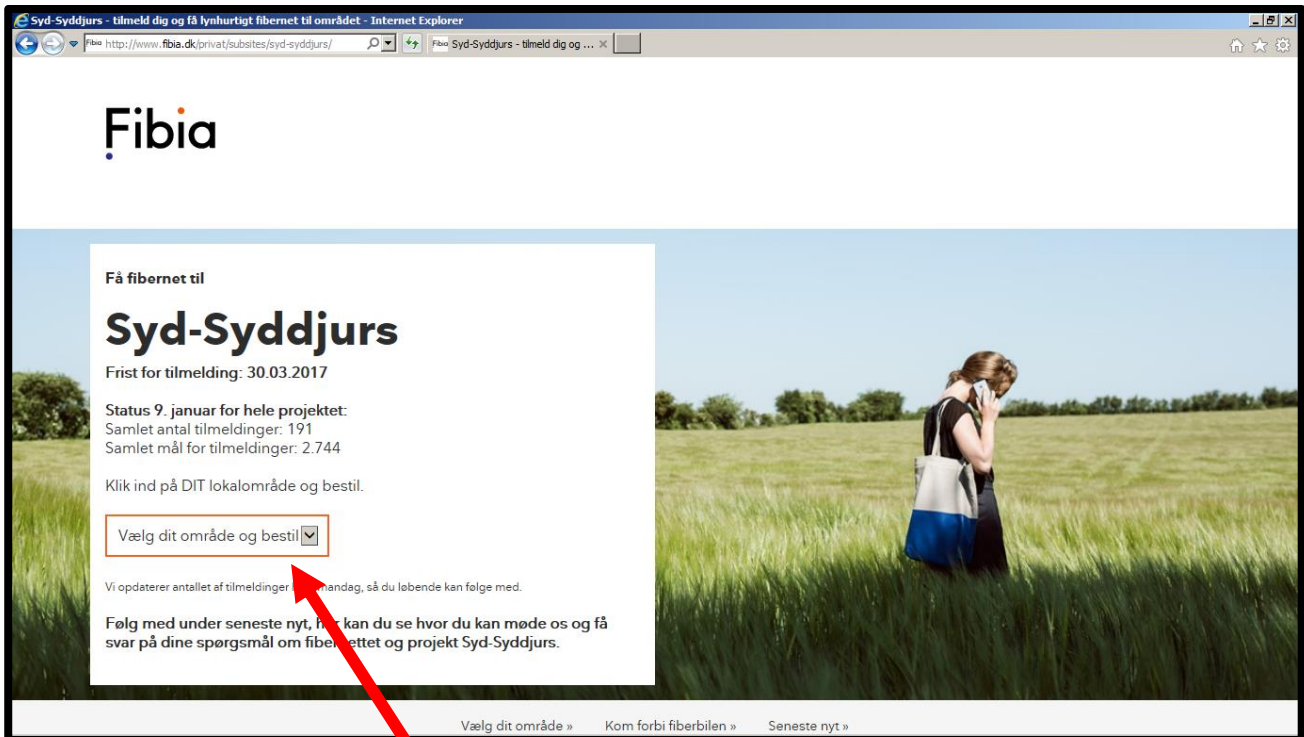 Syd-Syddjurs - tilmeld dig og få lynhurtigt fibernet til området - Internet Explorer
Fibia http://www.fibia.dk/privat/subsites/syd-syddjurs/
Fibia Syd-Syddjurs - tilmeld dig og ...
Fibia
Få fibernet til
Syd-Syddjurs
Frist for tilmelding: 30.03.2017
Status 9. januar for hele projektet:
Samlet antal tilmeldinger: 191
Samlet mål for tilmeldinger: 2.744
Klik ind på DIT lokalområde og bestil.
Vælg dit område og bestil
Vi opdaterer antallet af tilmeldinger mandag, så du løbende kan følge med.
Følg med under seneste nyt, her kan du se hvor du kan møde os og få
svar på dine spørgsmål om fibernettet og projekt Syd-Syddjurs.
Vælg dit område » Kom forbi fiberbilen » Seneste nyt »